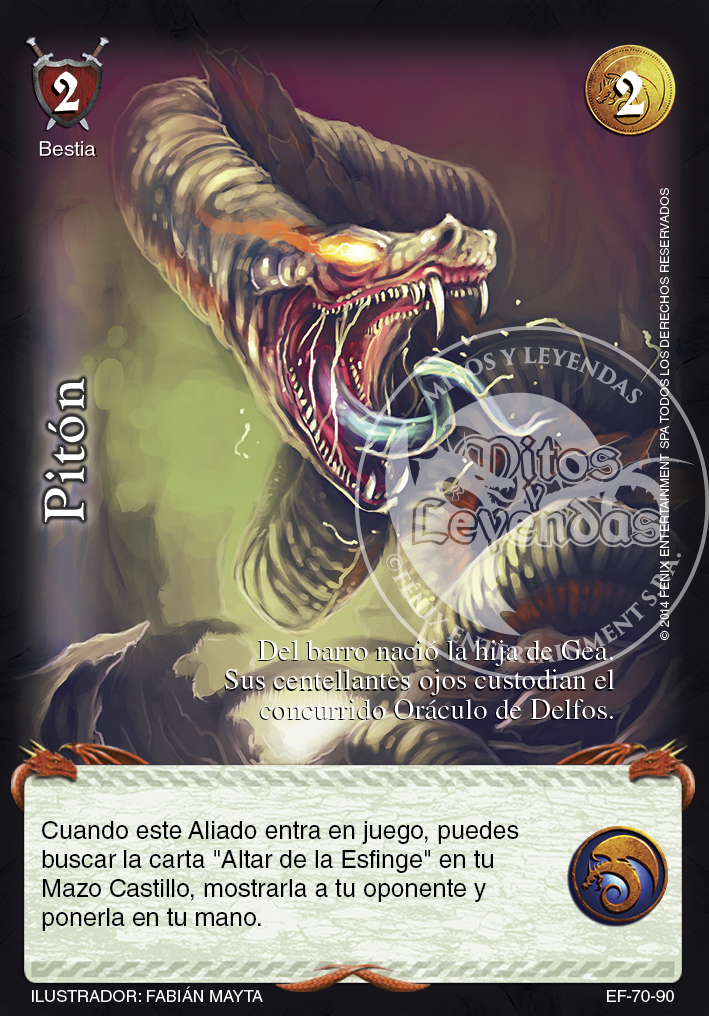 2
Bestia
2
Pitón
MITOS Y LEYENDAS
Mitos
y
Leyendas
© FENIX ENTERTAINMENT S.P.A.
© 2014 FENIX ENTERTAINMENT SPA TODOS LOS DERECHOS RESERVADOS
Del barro nació la hija de Gea.
Sus centellantes ojos custodian el
concurrido Oráculo de Delfos.
Cuando este Aliado entra en juego, puedes
buscar la carta "Altar de la Esfinge" en tu
Mazo Castillo, mostrarla a tu oponente y
ponerla en tu mano.
ILUSTRADOR: FABIÁN MAYTA
EF-70-90